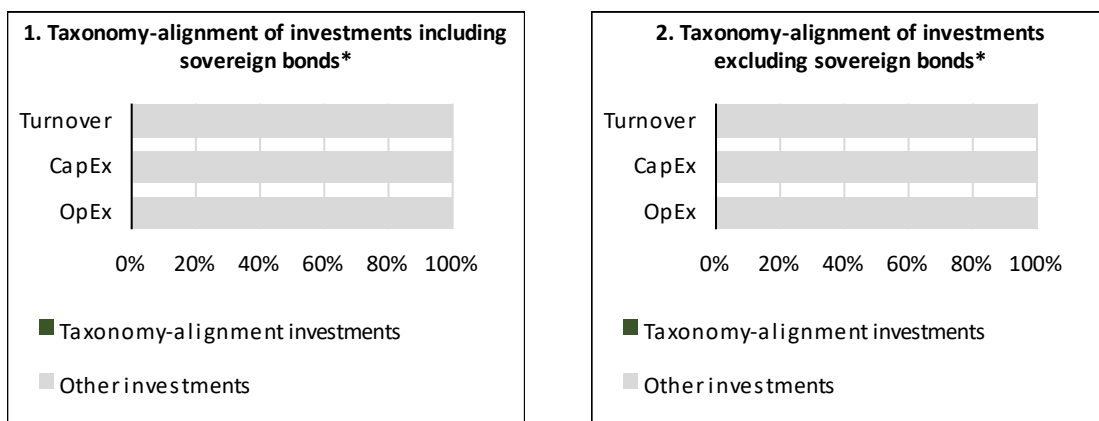 1. Taxonomy-alignment of investments including
sovereign bonds*
Turnover
CapEx
OpEx
0% 20% 40% 60% 80% 100%
Taxonomy-alignment investments
Other investments
2. Taxonomy-alignment of investments
excluding sovereign bonds*
Turnover
CapEx
OpEx
0% 20% 40% 60% 80% 100%
Taxonomy-alignment investments
Other investments